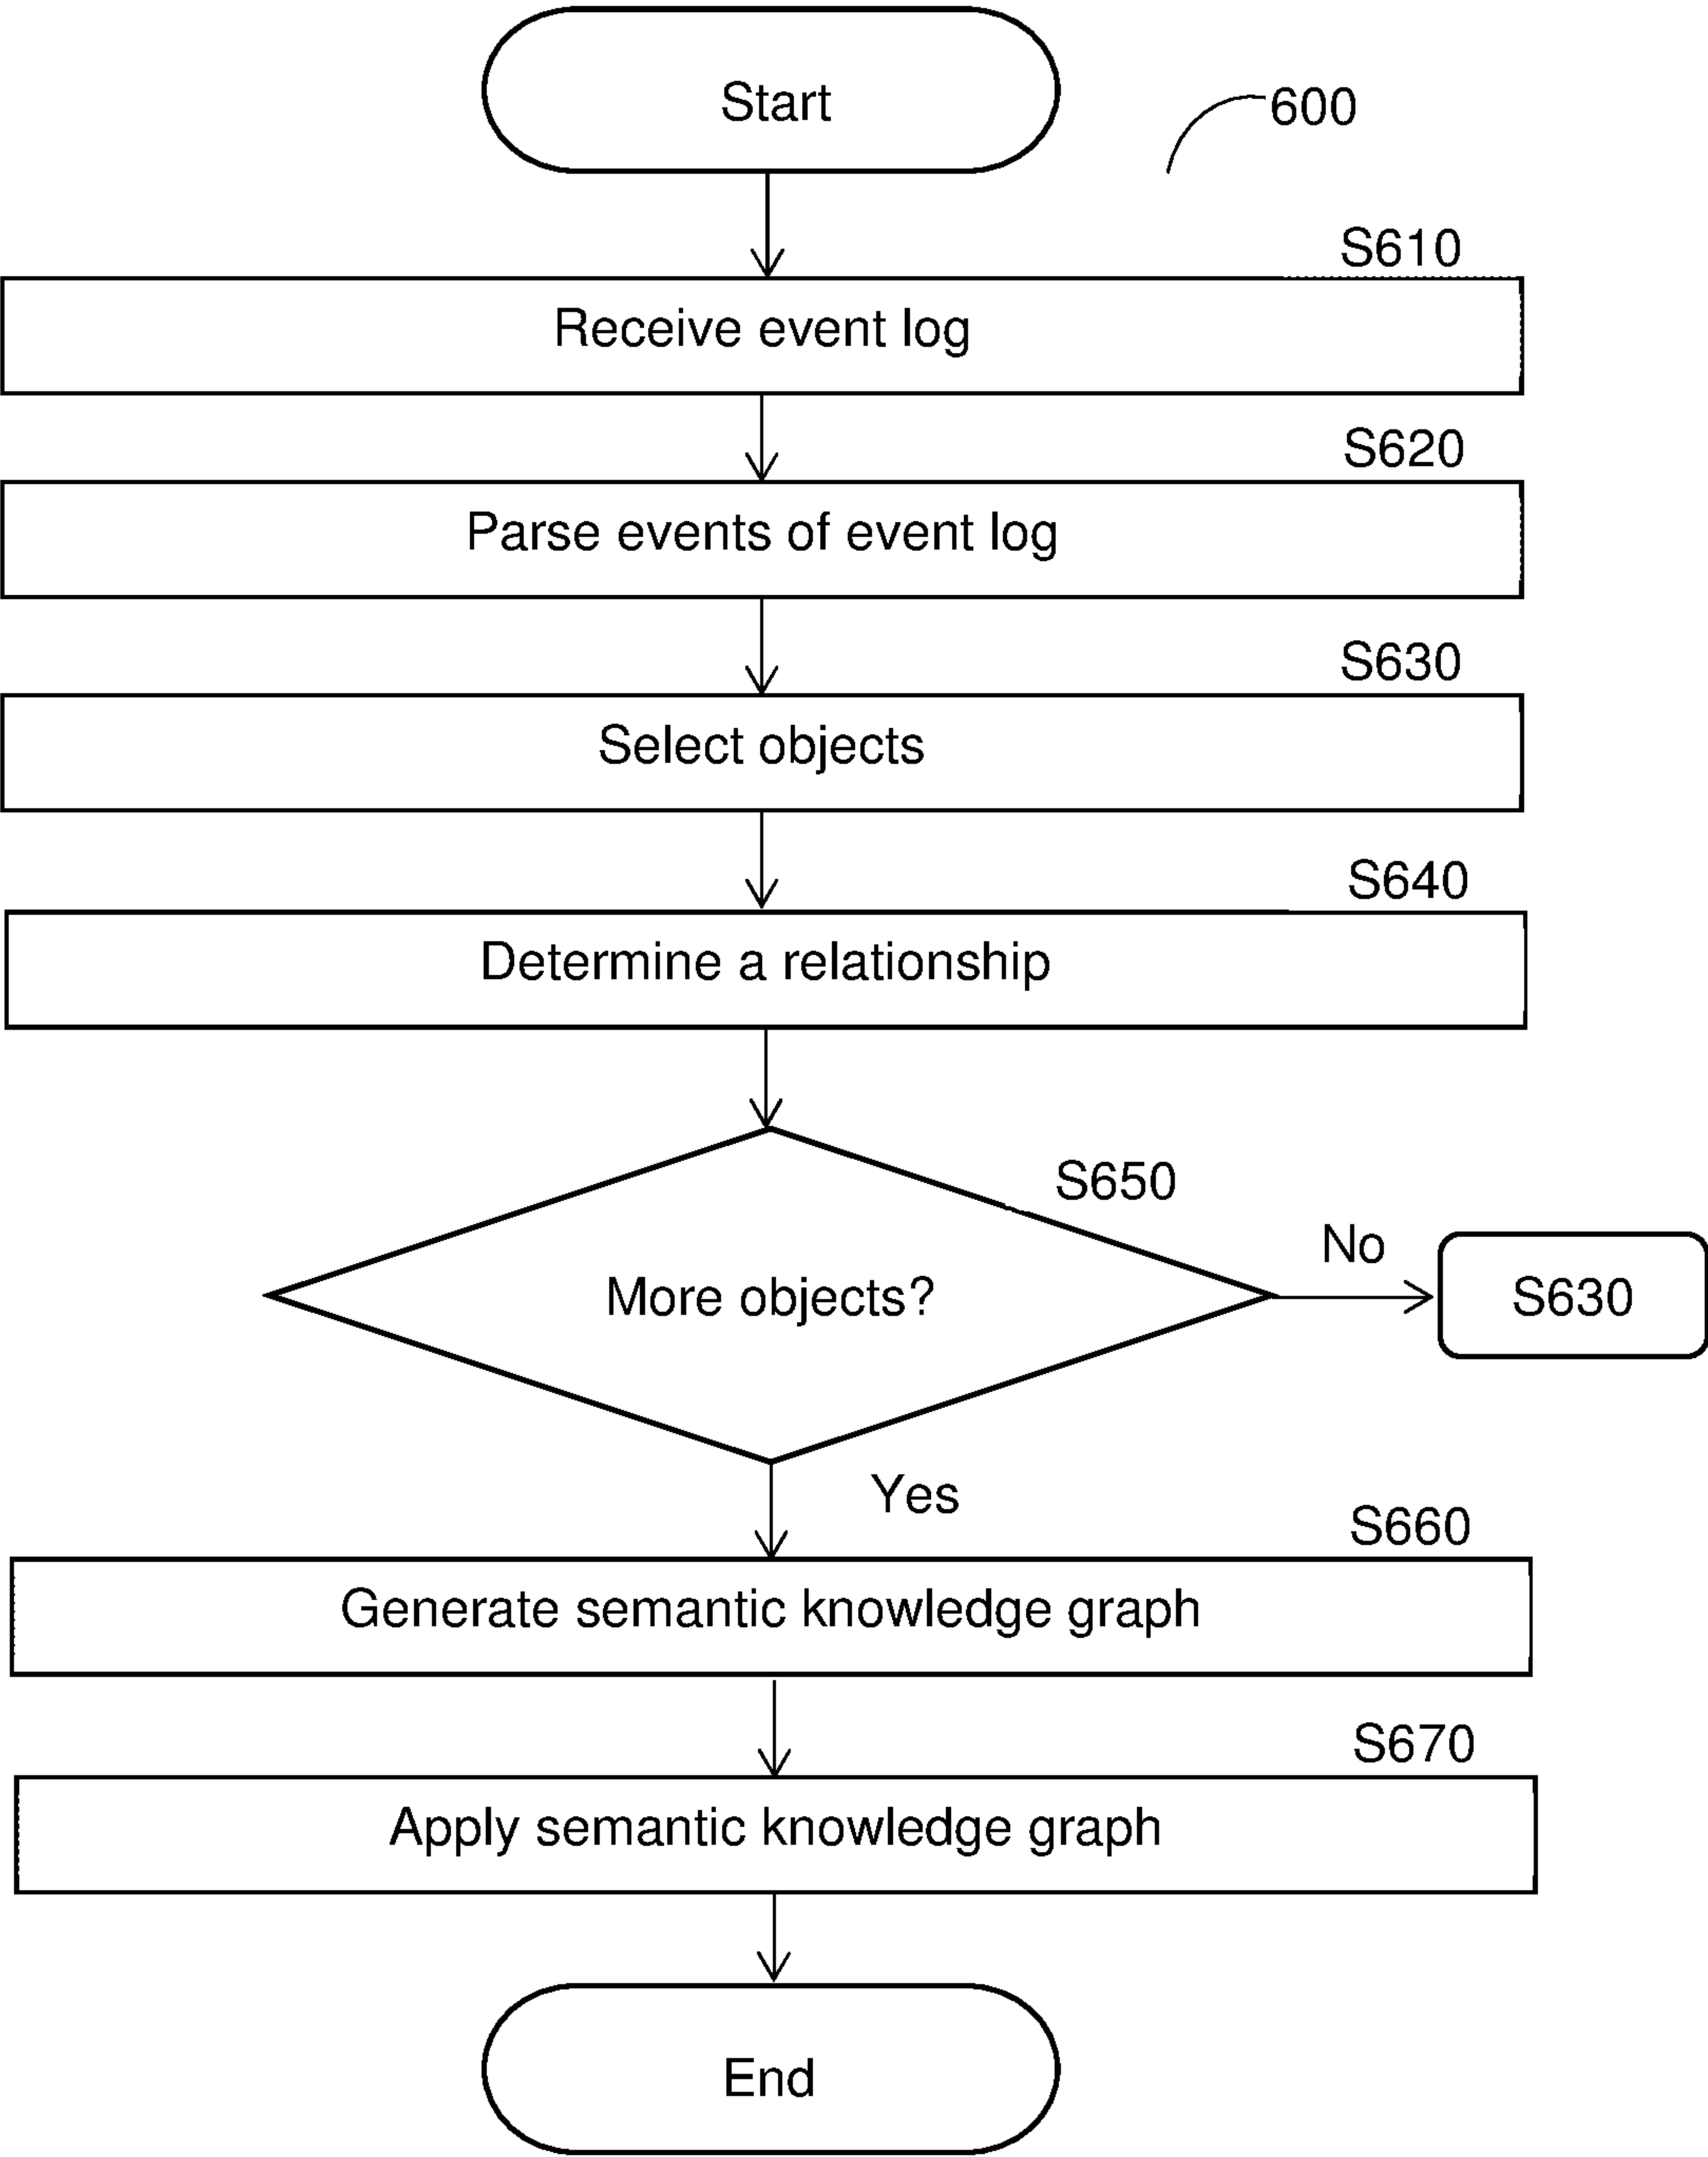 Start
600
S610
Receive event log
S620
Parse events of event log
S630
Select objects
S640
Determine a relationship
S650
More objects?
No
S630
Yes
S660
Generate semantic knowledge graph
S670
Apply semantic knowledge graph
End